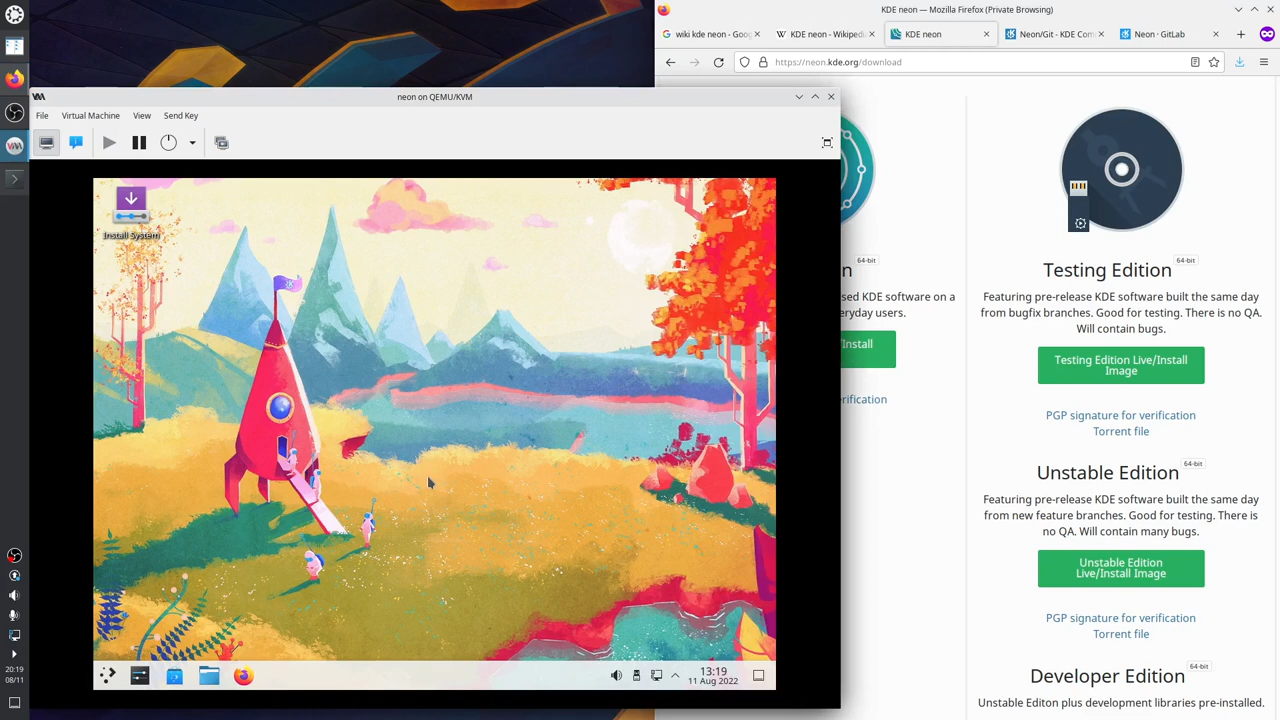 KDE neon — Mozilla Firefox (Private Browsing)
wiki kde neon - Goog
KDE neon - Wikipedi
KDE neon
Neon/Git - KDE Com
Neon · GitLab
https://neon.kde.org/download
neon on QEMU/KVM
File
Virtual Machine
View
Send Key
Install System
13:19
11 Aug 2022
20:19
08/11
n
64-bit
sed KDE software on a
eryday users.
/Install
erification
Testing Edition
64-bit
Featuring pre-release KDE software built the same day
from bugfix branches. Good for testing. There is no QA.
Will contain bugs.
Testing Edition Live/Install
Image
PGP signature for verification
Torrent file
Unstable Edition
64-bit
Featuring pre-release KDE software built the same day
from new feature branches. Good for testing. There is
no QA. Will contain many bugs.
Unstable Edition
Live/Install Image
PGP signature for verification
Torrent file
Developer Edition
64-bit
Unstable Editon plus development libraries pre-installed.